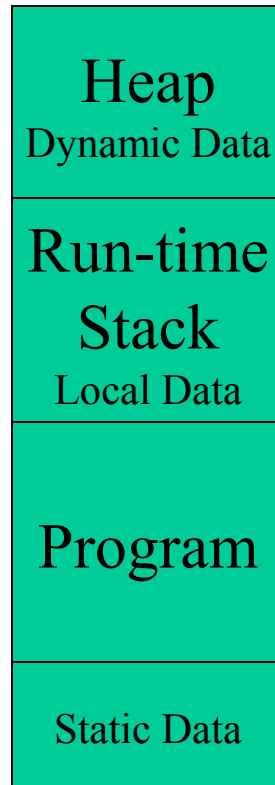 Heap
Dynamic Data
Run-time
Stack
Local Data
Program
Static Data